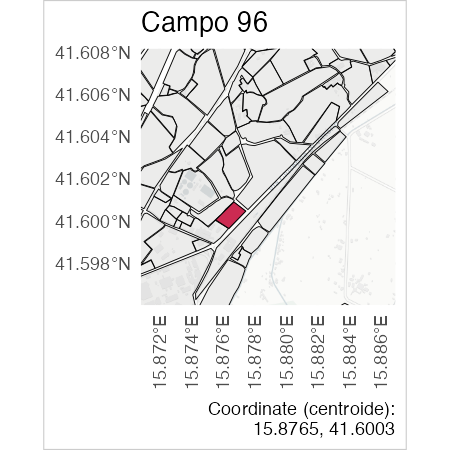 Campo 96
41.608°N
41.606°N
41.604°N
41.602°N
41.600°N
41.598°N
15.872°E
15.874°E
15.876°E
15.878°E
15.880°E
15.882°E
15.884°E
15.886°E
Coordinate (centroide):
15.8765, 41.6003